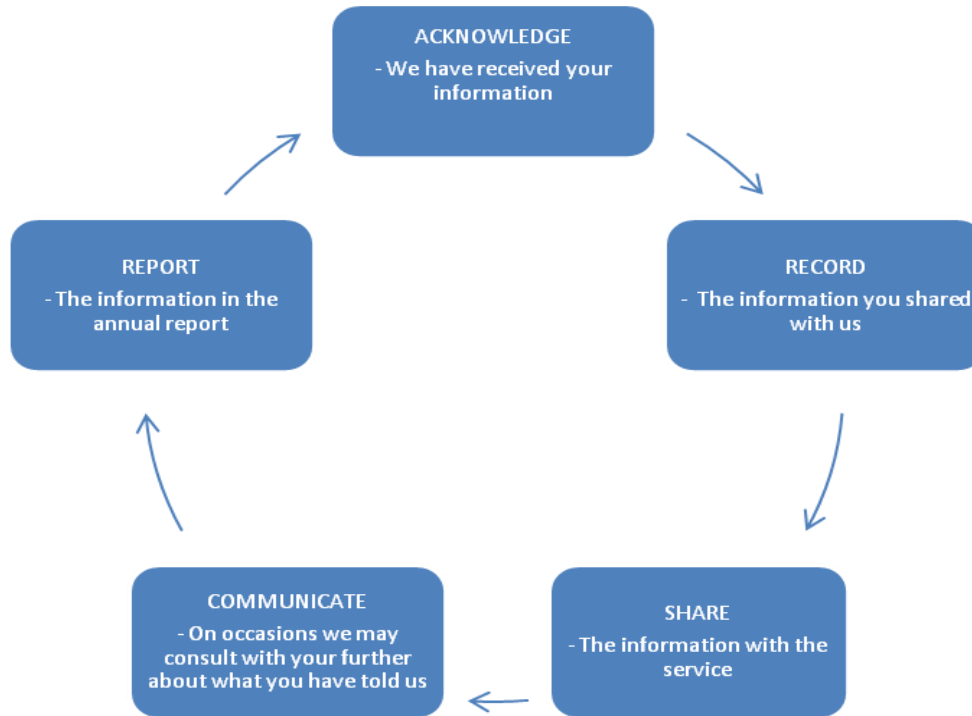 ACKNOWLEDGE
- We have received your
information
RECORD
- The information you shared
with us
SHARE
- The information with the
service
COMMUNICATE
- On occasions we may
consult with your further
about what you have told us
REPORT
- The information in the
annual report